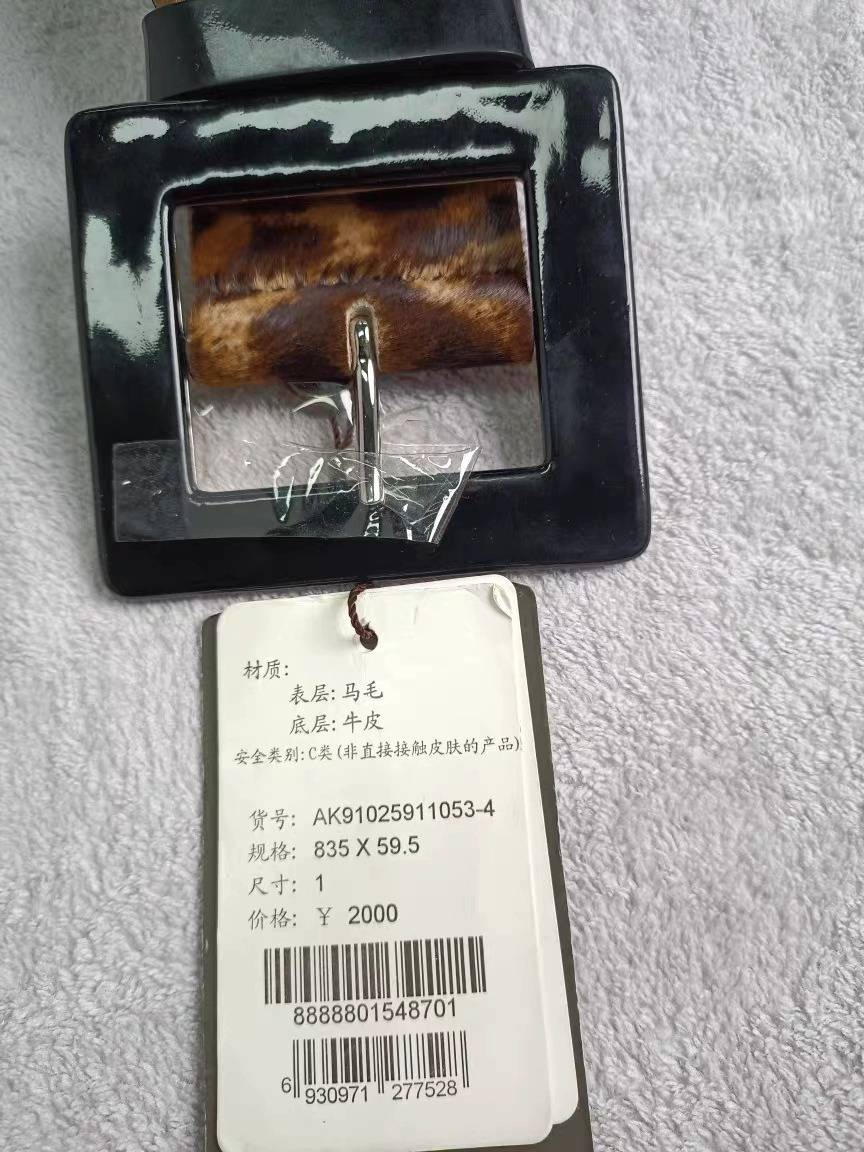 材质:
表层:马毛
底层:牛皮
安全类别:C类(非直接接触皮肤的产品)
货号: AK91025911053-4
规格: 835 X 59.5
尺寸: 1
价格: ¥ 2000
8888801548701
6 930971 277528